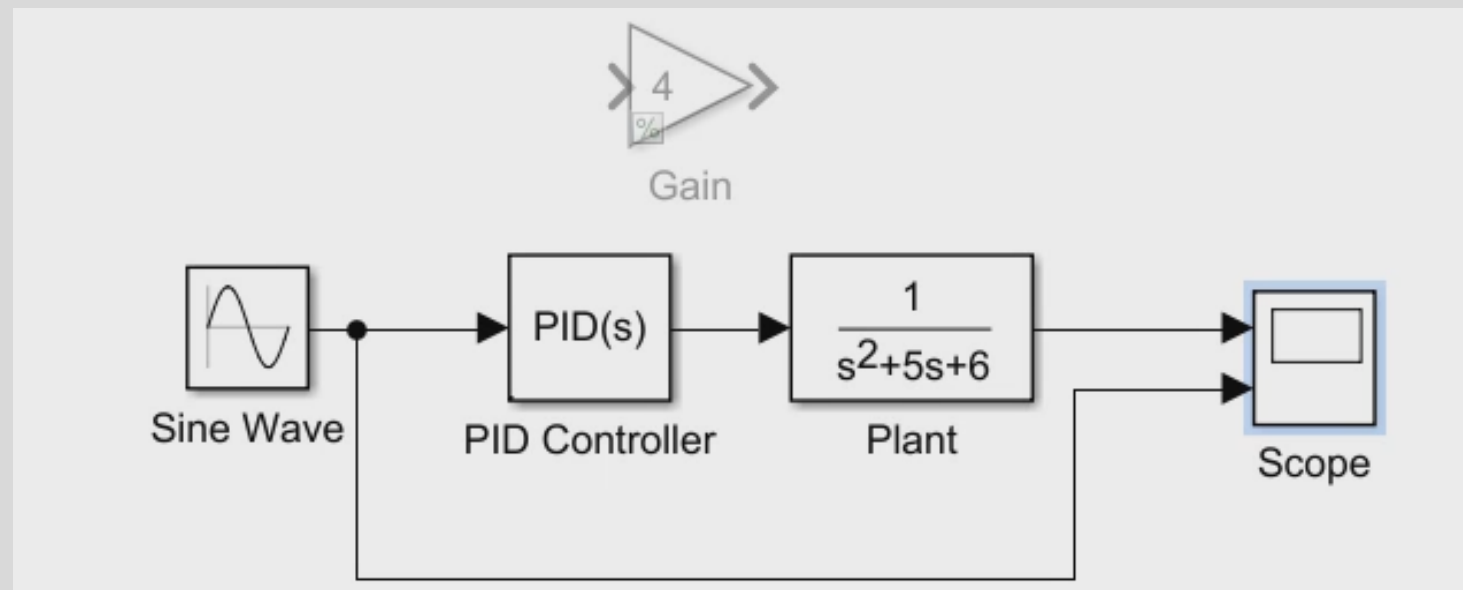 4
%
Gain
PID(s)
1
s²+5s+6
Sine Wave
PID Controller
Plant
Scope